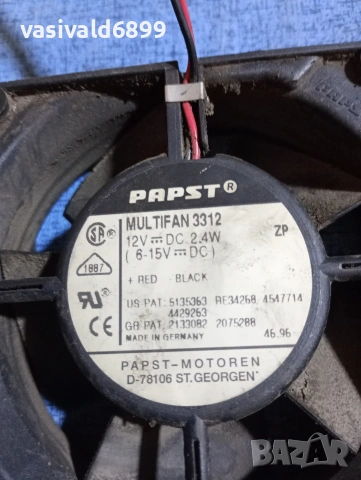 vasivald6899
PAPST®
MULTIFAN 3312
12V ⎓ DC 2.4W
(6-15V ⎓ DC)
ZP
+ RED - BLACK
1887
US PAT. 5135363 RE34268 4547714
4429263
GB PAT. 2133082 2075288
MADE IN GERMANY
46.96
PAPST-MOTOREN
D-78106 ST.GEORGEN
BAZAR